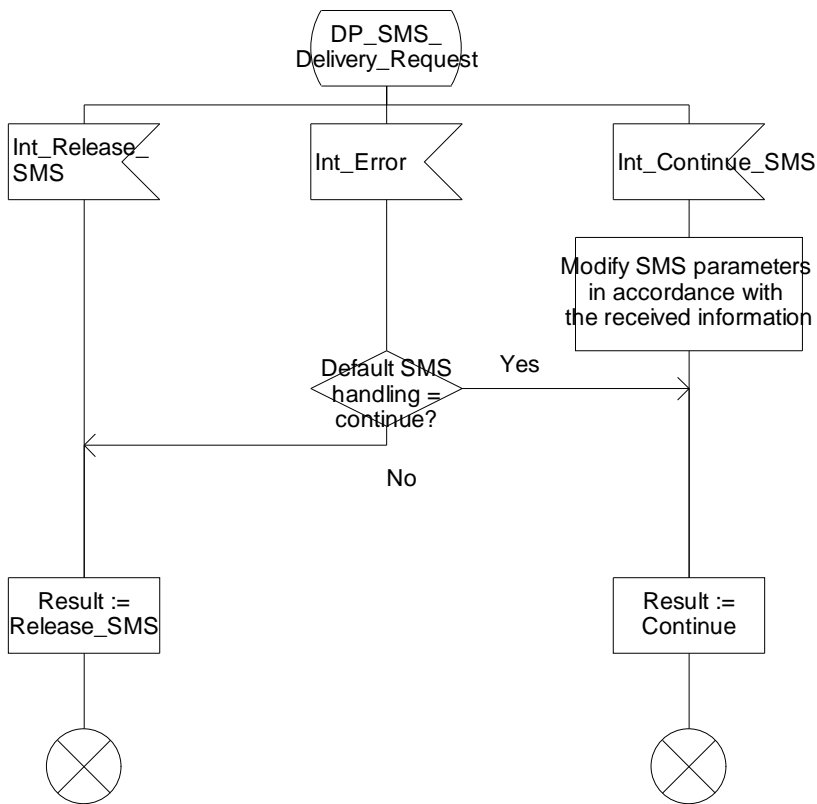 DP_SMS_
Delivery_Request
Int_Release_
SMS
Int_Error
Int_Continue_SMS
Modify SMS parameters
in accordance with
the received information
Default SMS
handling =
continue?
Yes
No
Result :=
Release_SMS
Result :=
Continue